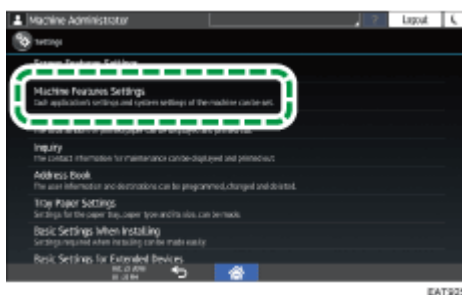 Machine Administrator
?
Logout
Settings
Screen Features Settings
Machine Features Settings
Each application's settings and system settings of the machine can be set.
Inquiry
The contact information for maintenance can be displayed and printed out.
Address Book
The user information and destinations can be programmed, changed and deleted.
Tray Paper Settings
Settings for the paper tray, paper type and its size, can be made.
Basic Settings When Installing
Settings required when installing can be made easily.
Basic Settings for Extended Devices
EAT925